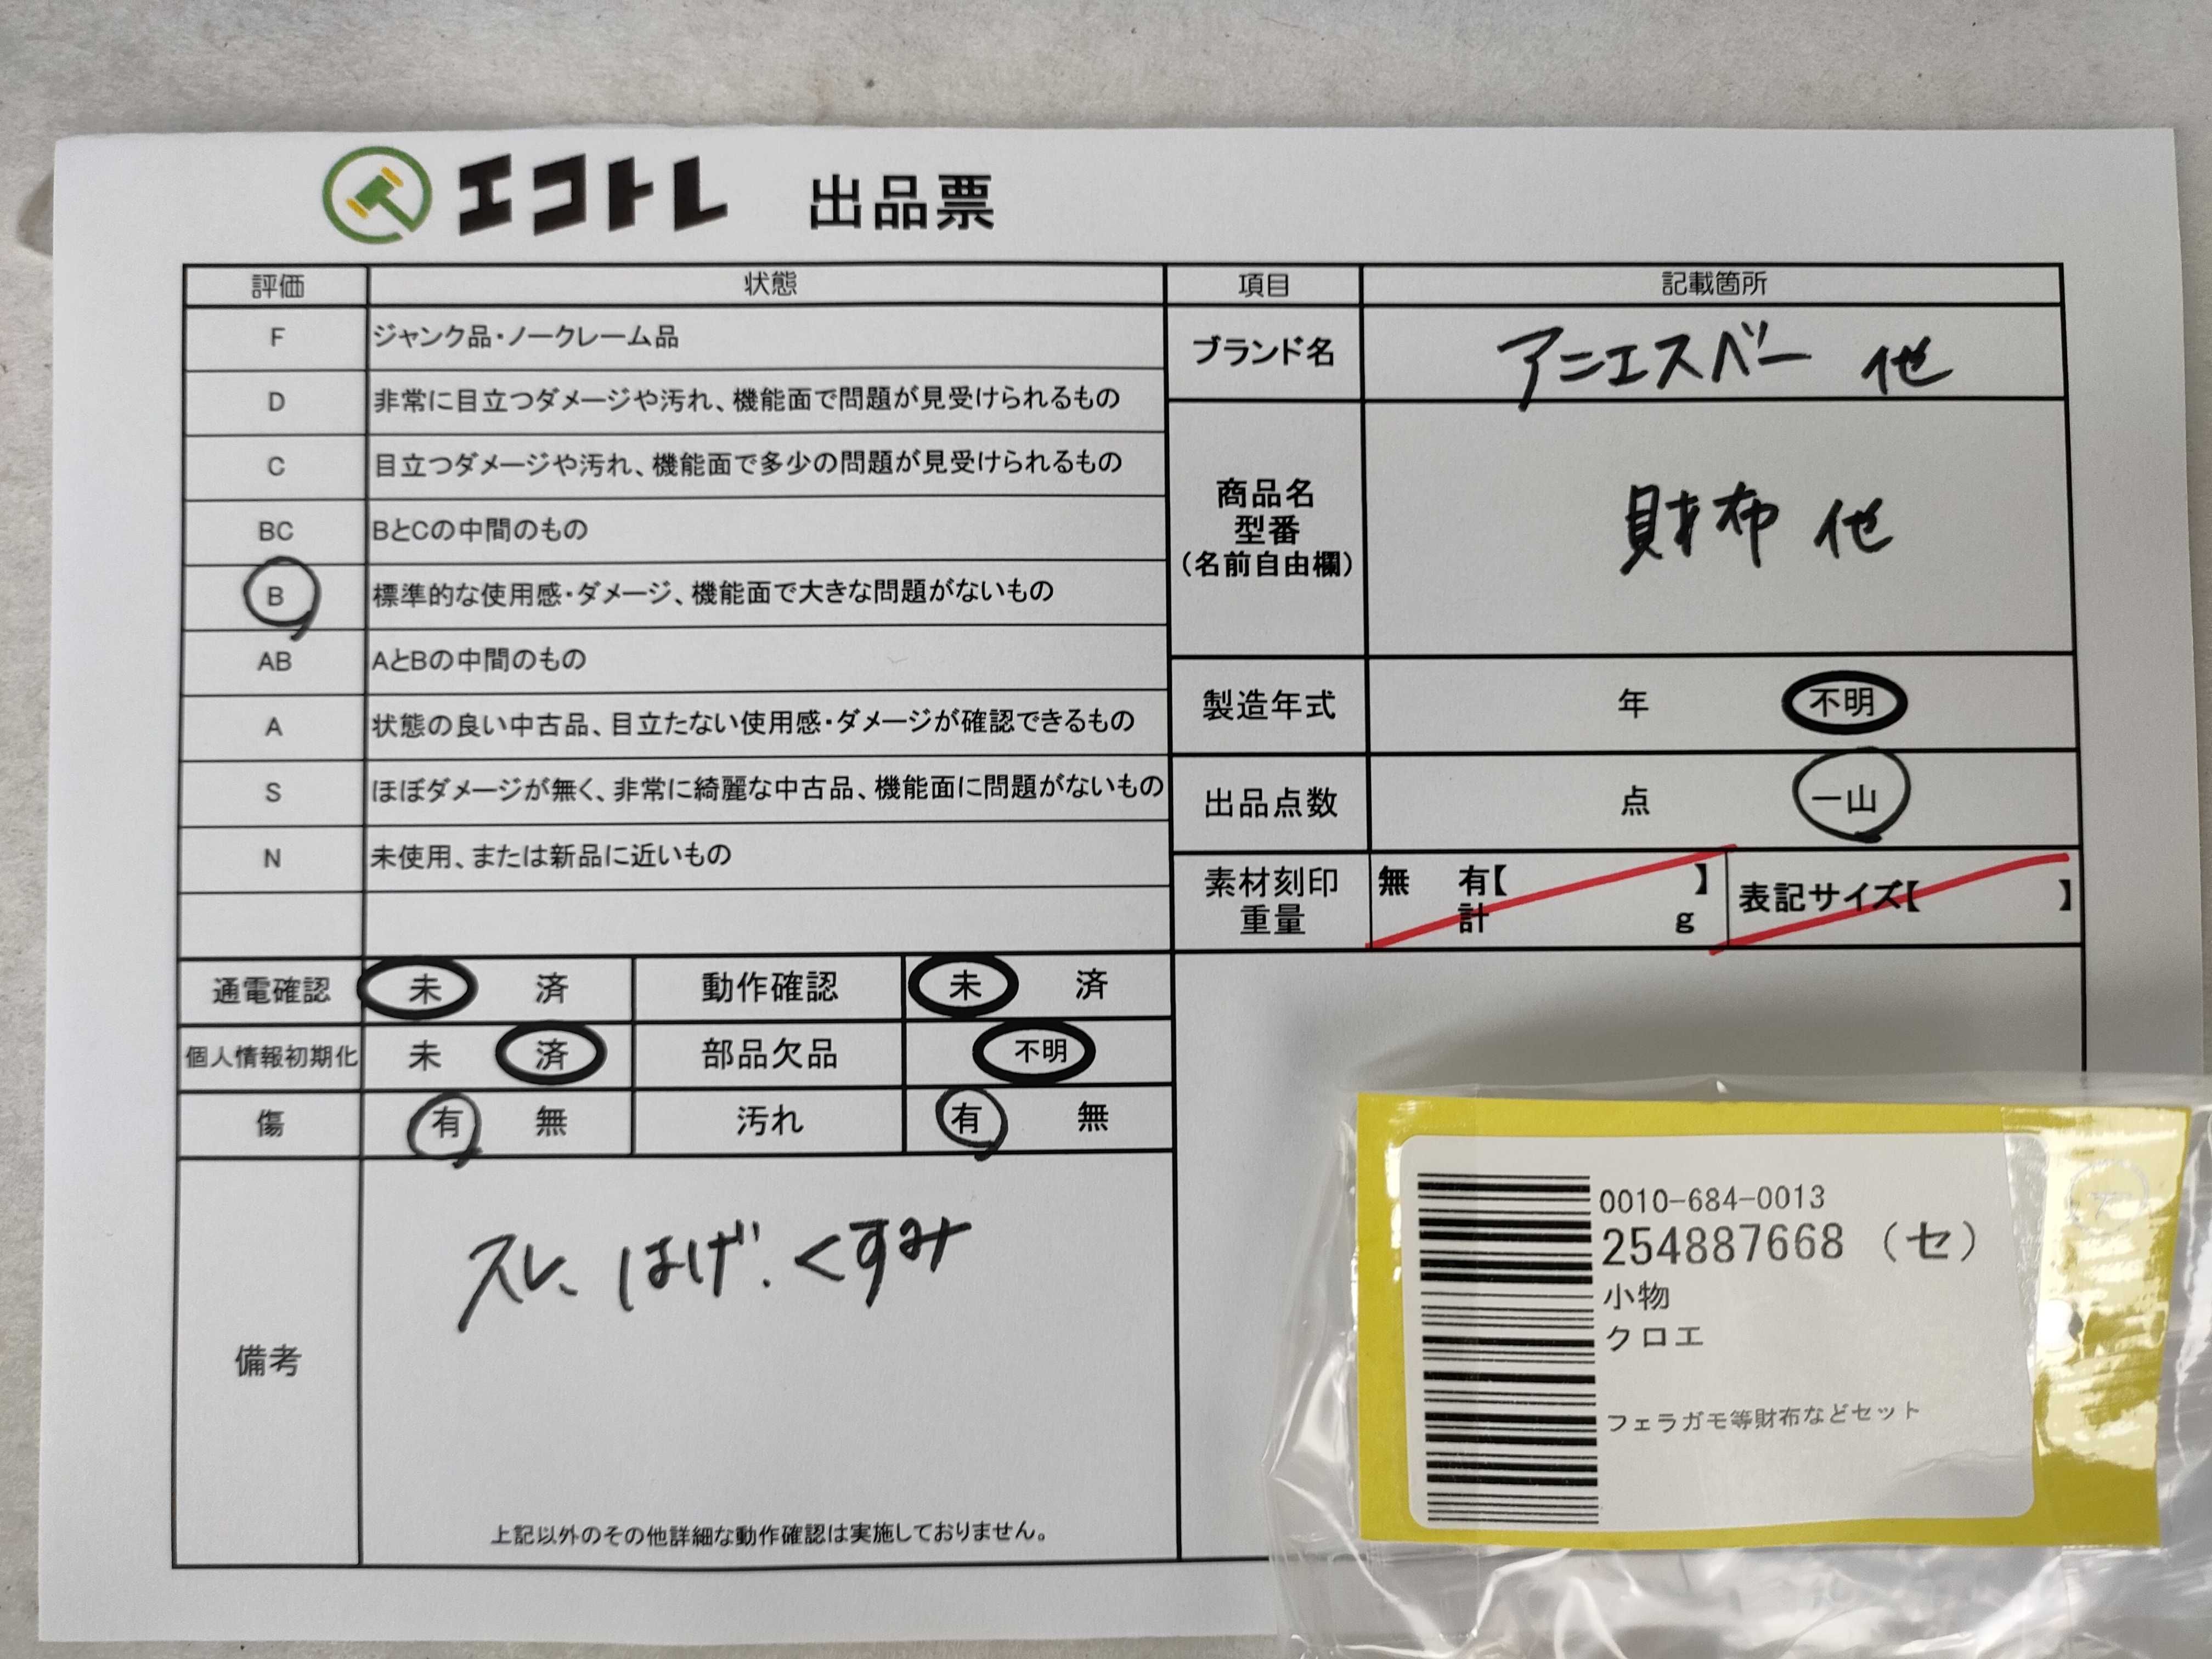 エコトレ 出品票
評価 状態
F ジャンク品・ノークレーム品
D 非常に目立つダメージや汚れ、機能面で問題が見受けられるもの
C 目立つダメージや汚れ、機能面で多少の問題が見受けられるもの
BC BとCの中間のもの
B 標準的な使用感・ダメージ、機能面で大きな問題がないもの
AB AとBの中間のもの
A 状態の良い中古品、目立たない使用感・ダメージが確認できるもの
S ほぼダメージが無く、非常に綺麗な中古品、機能面に問題がないもの
N 未使用、または新品に近いもの
項目 記載箇所
ブランド名 アニエスベー 他
商品名
型番
(名前自由欄)
財布 他
製造年式 年 不明
出品点数 点 一山
素材刻印
重量
無 有【 】
計 g
表記サイズ【 】
通電確認 未 済 動作確認 未 済
個人情報初期化 未 済 部品欠品 不明
傷 有 無 汚れ 有 無
備考
スレ、はげ、くすみ
上記以外のその他詳細な動作確認は実施しておりません。
0010-684-0013
254887668 (セ)
小物
クロエ
フェラガモ等財布などセット